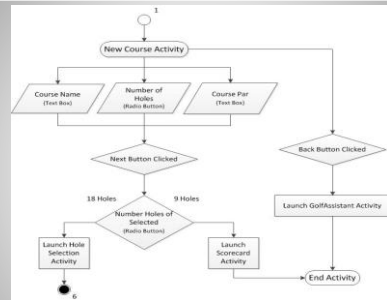 1
New Course Activity
Course Name
(Text Box)
Number of
Holes
(Radio Button)
Course Par
(Text Box)
Next Button Clicked
Back Button Clicked
18 Holes
9 Holes
Number Holes of
Selected
(Radio Button)
Launch GolfAssistant Activity
Launch Hole
Selection
Activity
Launch
Scorecard
Activity
End Activity
6